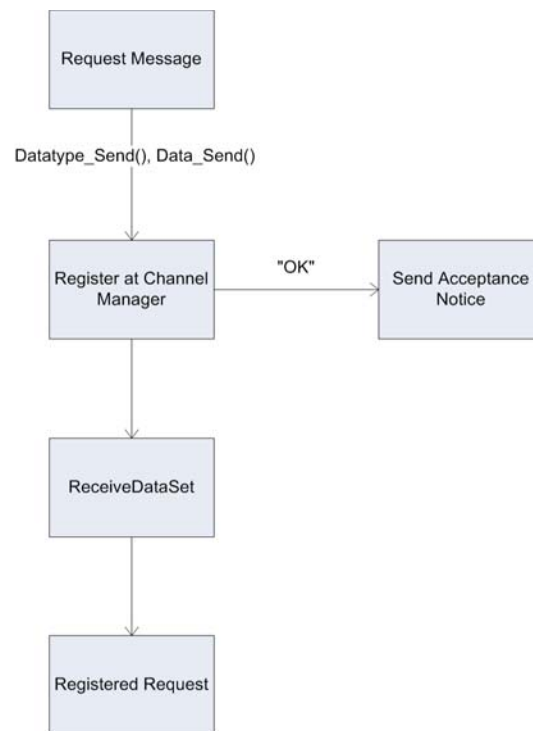 Request Message
Datatype_Send(), Data_Send()
Register at Channel
Manager
"OK"
Send Acceptance
Notice
ReceiveDataSet
Registered Request